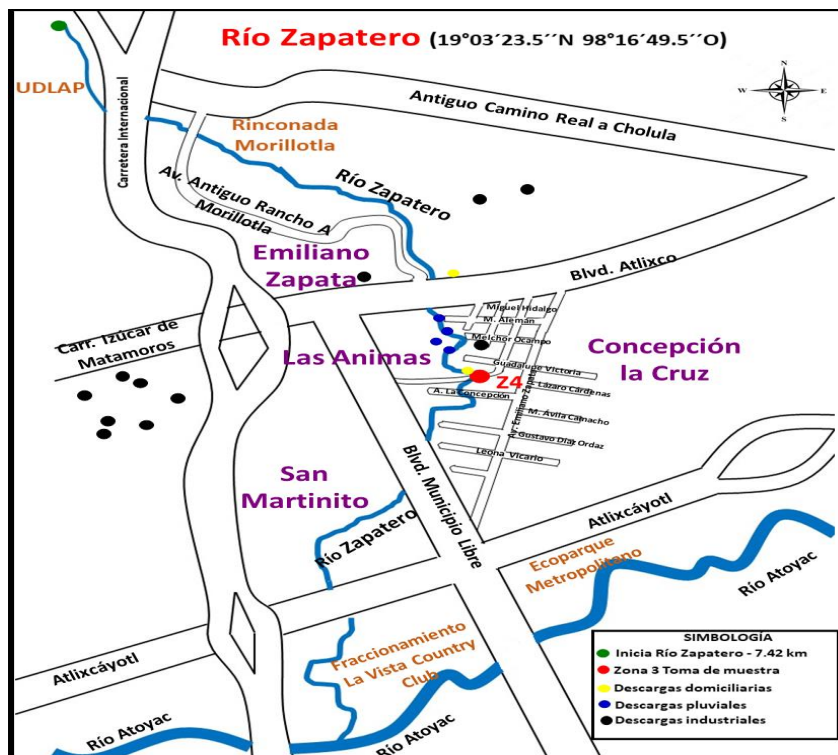 Río Zapatero (19°03´23.5´´N 98°16´49.5´´O)
UDLAP
N
W E
S
Carretera Internacional
Antiguo Camino Real a Cholula
Rinconada
Morillotla
Río Zapatero
Av. Antiguo Rancho A
Morillotla
Emiliano
Zapata
Blvd. Atlixco
Carr. Izúcar de
Matamoros
Miguel Hidalgo
M. Alemán
Melchor Ocampo
Las Animas
Concepción
la Cruz
Guadalupe Victoria
Z4
Lázaro Cárdenas
A. La Concepción
Av. Emiliano Zapata
M. Ávila Camacho
Gustavo Díaz Ordaz
Leona Vicario
San
Martinito
Blvd. Municipio Libre
Río Zapatero
Atlixcáyotl
Ecoparque
Metropolitano
Río Atoyac
Fraccionamiento
La Vista Country
Club
Atlixcáyotl
Río Atoyac
Río Atoyac
SIMBOLOGÍA
Inicia Río Zapatero - 7.42 km
Zona 3 Toma de muestra
Descargas domiciliarias
Descargas pluviales
Descargas industriales